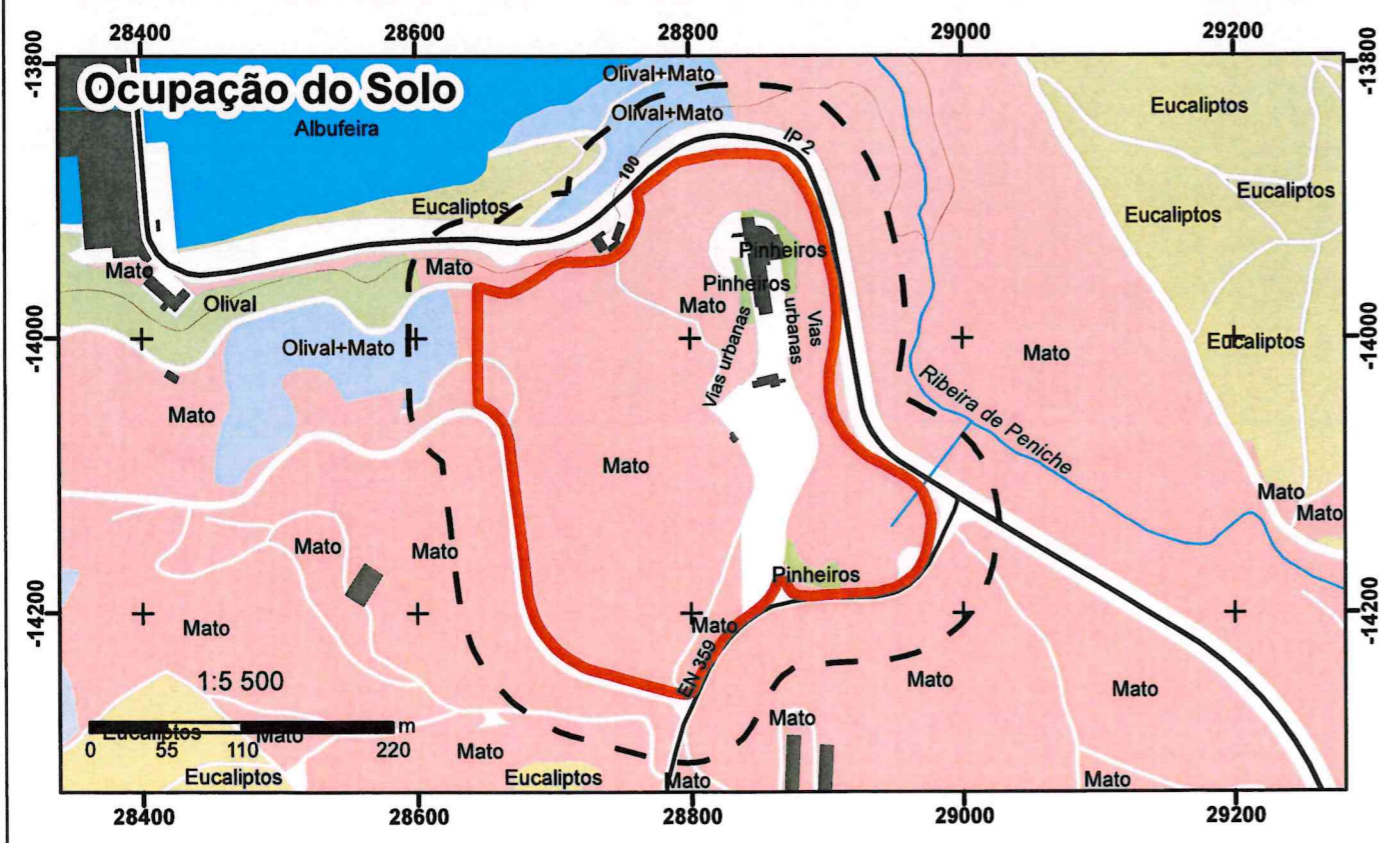 28400 28600 28800 29000 29200
-13800
-13800
Ocupação do Solo
Albufeira
Olival+Mato
Olival+Mato
IP 2
100
Eucaliptos
Eucaliptos
Eucaliptos
Eucaliptos
Mato
Mato
Pinheiros
Pinheiros
Olival
Mato
Vias urbanas
Vias urbanas
-14000
-14000
Olival+Mato
Mato
Eucaliptos
Ribeira de Peniche
Mato
Mato
Mato
Mato
Mato
Mato
Pinheiros
-14200
-14200
Mato
Mato
EN 359
1:5 500
Mato
Mato
Mato
m
Eucaliptos
Mato
0 55 110 220
Mato
Eucaliptos
Eucaliptos
Mato
Mato
28400 28600 28800 29000 29200